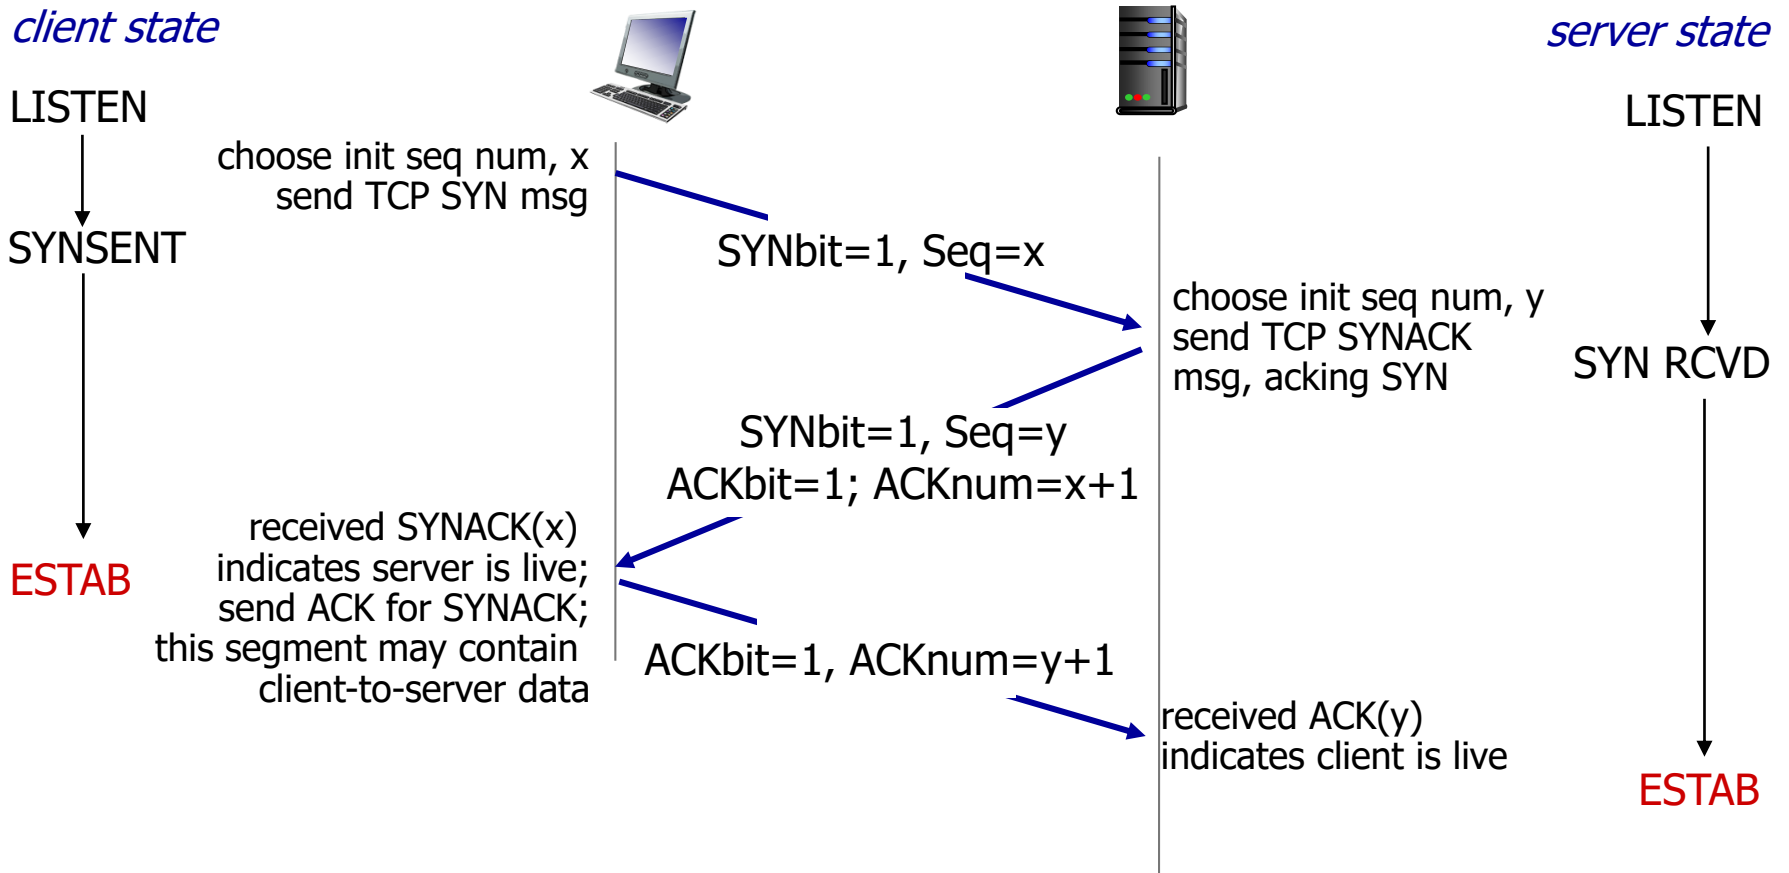 client state
server state
LISTEN
LISTEN
choose init seq num, x
send TCP SYN msg
SYNSENT
SYNbit=1, Seq=x
choose init seq num, y
send TCP SYNACK
msg, acking SYN
SYN RCVD
SYNbit=1, Seq=y
ACKbit=1; ACKnum=x+1
received SYNACK(x)
indicates server is live;
send ACK for SYNACK;
this segment may contain
client-to-server data
ESTAB
ACKbit=1, ACKnum=y+1
received ACK(y)
indicates client is live
ESTAB